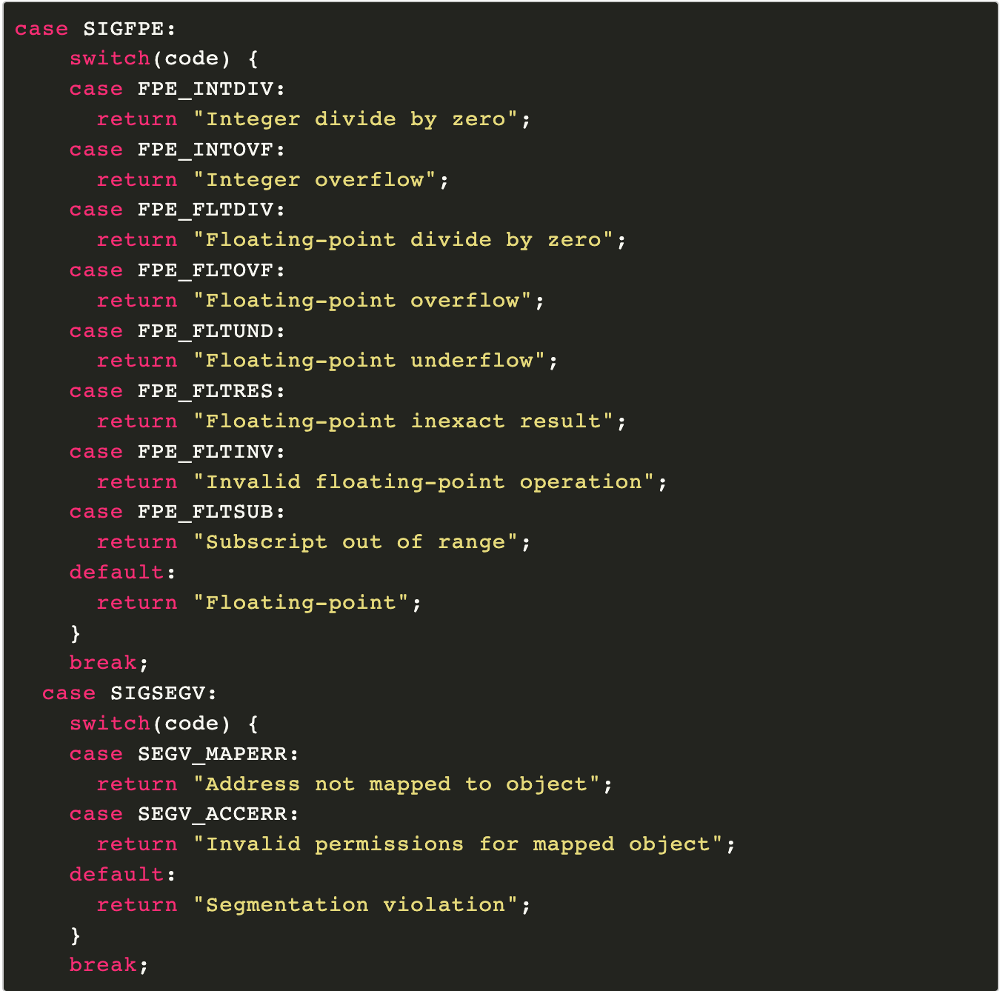 case SIGFPE:
    switch(code) {
    case FPE_INTDIV:
      return "Integer divide by zero";
    case FPE_INTOVF:
      return "Integer overflow";
    case FPE_FLTDIV:
      return "Floating-point divide by zero";
    case FPE_FLTOVF:
      return "Floating-point overflow";
    case FPE_FLTUND:
      return "Floating-point underflow";
    case FPE_FLTRES:
      return "Floating-point inexact result";
    case FPE_FLTINV:
      return "Invalid floating-point operation";
    case FPE_FLTSUB:
      return "Subscript out of range";
    default:
      return "Floating-point";
    }
    break;
  case SIGSEGV:
    switch(code) {
    case SEGV_MAPERR:
      return "Address not mapped to object";
    case SEGV_ACCERR:
      return "Invalid permissions for mapped object";
    default:
      return "Segmentation violation";
    }
    break;